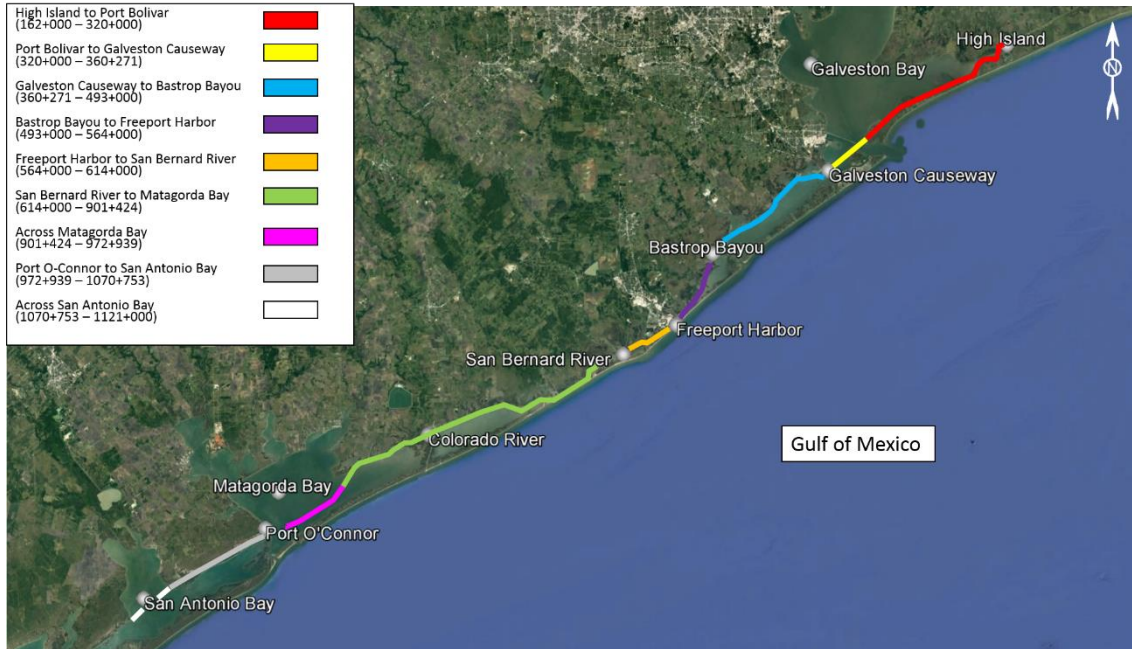 High Island to Port Bolivar
(162+000 – 320+000)
Port Bolivar to Galveston Causeway
(320+000 – 360+271)
Galveston Causeway to Bastrop Bayou
(360+271 – 493+000)
Bastrop Bayou to Freeport Harbor
(493+000 – 564+000)
Freeport Harbor to San Bernard River
(564+000 – 614+000)
San Bernard River to Matagorda Bay
(614+000 – 901+424)
Across Matagorda Bay
(901+424 – 972+939)
Port O-Connor to San Antonio Bay
(972+939 – 1070+753)
Across San Antonio Bay
(1070+753 – 1121+000)
High Island
N
Galveston Bay
Galveston Causeway
Bastrop Bayou
Freeport Harbor
San Bernard River
Colorado River
Gulf of Mexico
Matagorda Bay
Port O'Connor
San Antonio Bay